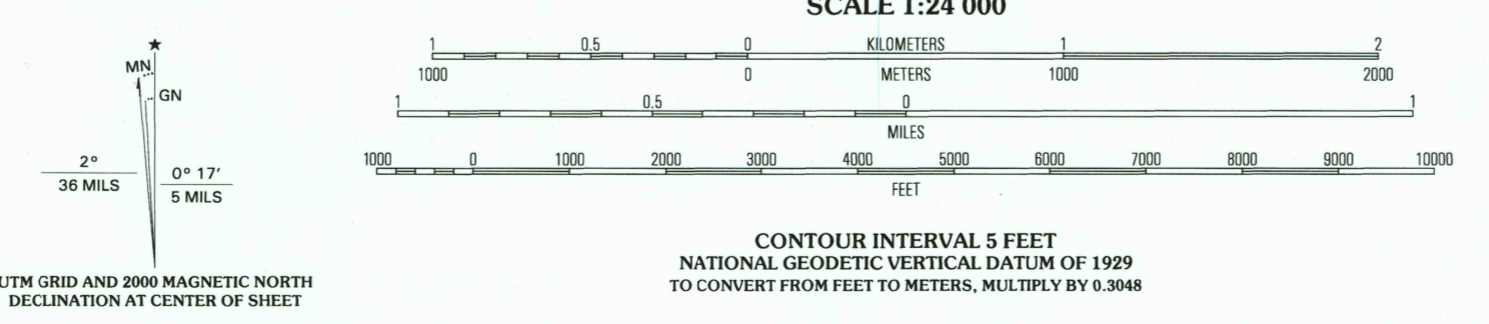 SCALE 1:24 000
1 0.5 0 KILOMETERS 1 2
1000 0 METERS 1000 2000
1 0.5 0 1
MILES
1000 0 1000 2000 3000 4000 5000 6000 7000 8000 9000 10000
FEET
CONTOUR INTERVAL 5 FEET
NATIONAL GEODETIC VERTICAL DATUM OF 1929
TO CONVERT FROM FEET TO METERS, MULTIPLY BY 0.3048
★
MN
GN
2°
36 MILS
0° 17′
5 MILS
UTM GRID AND 2000 MAGNETIC NORTH
DECLINATION AT CENTER OF SHEET